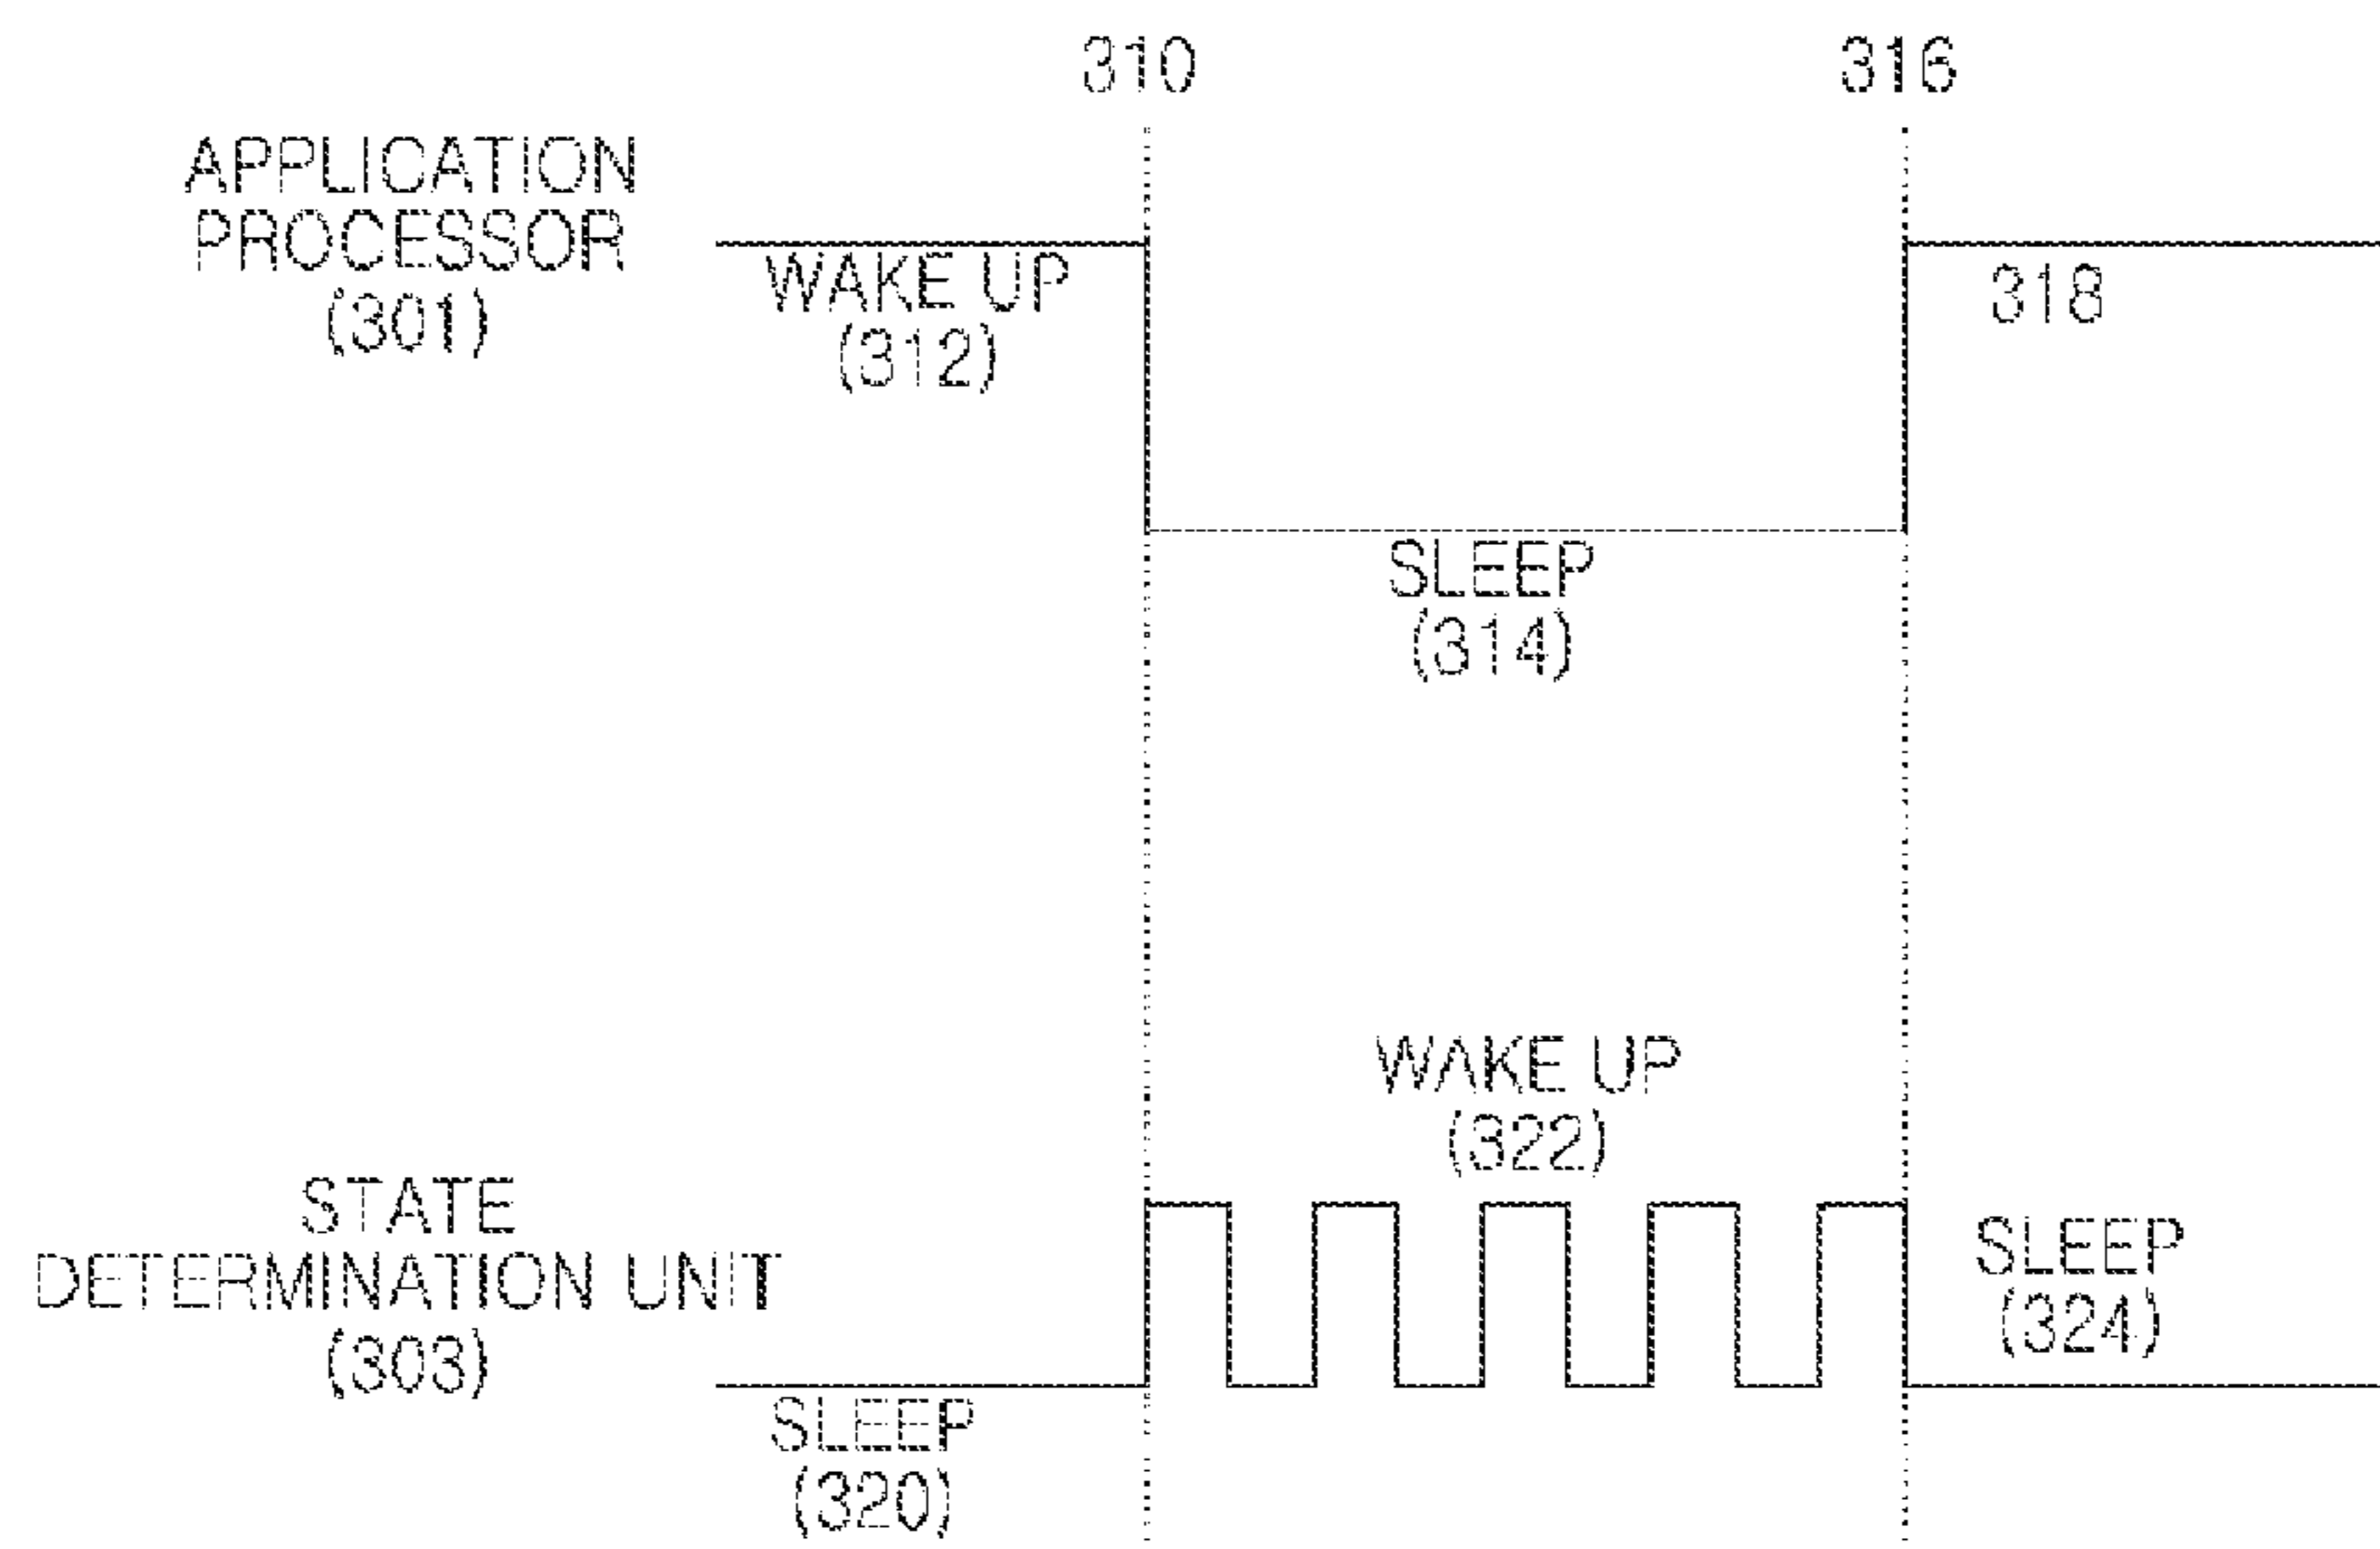 310
316
APPLICATION
PROCESSOR
(301)
WAKE UP
(312)
318
SLEEP
(314)
WAKE UP
(322)
STATE
DETERMINATION UNIT
(303)
SLEEP
(324)
SLEEP
(320)